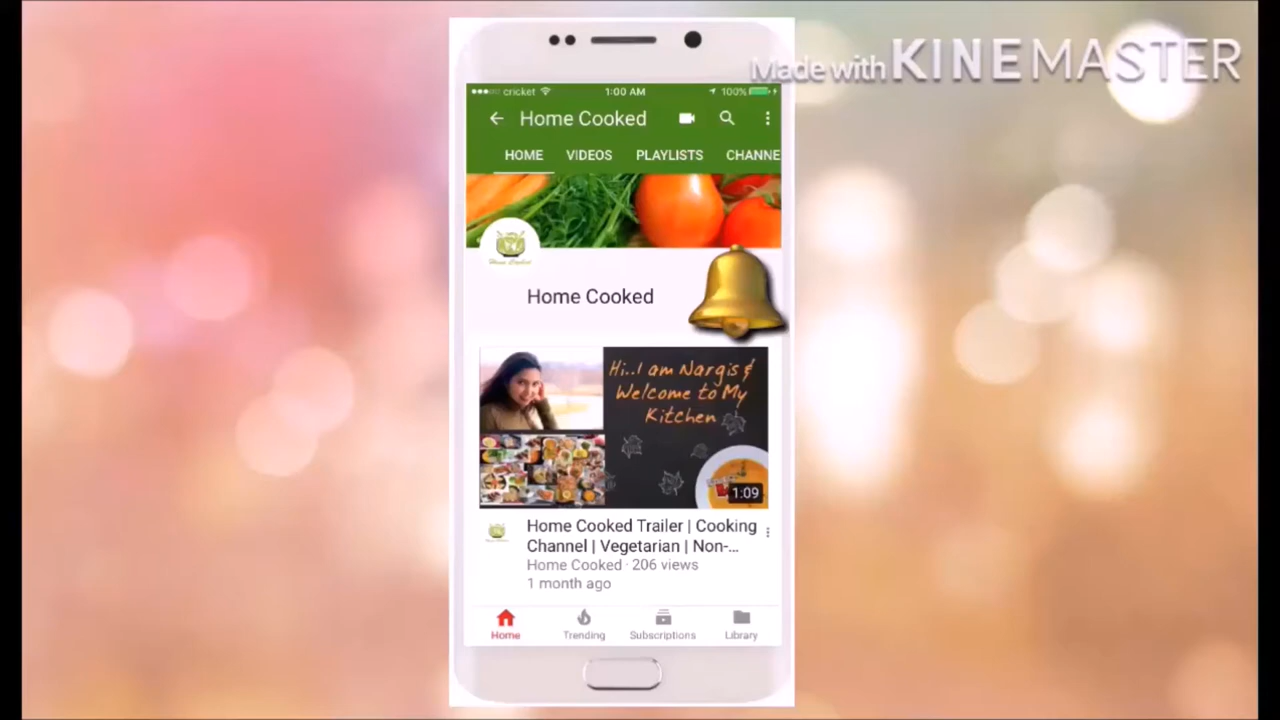 Made with KINEMASTER
cricket 1:00 AM 100%
Home Cooked
HOME VIDEOS PLAYLISTS CHANNE
Home Cooked
Home Cooked
Hi..I am Nargis &
Welcome to My
Kitchen
1:09
Home Cooked Trailer | Cooking
Channel | Vegetarian | Non-...
Home Cooked · 206 views
1 month ago
Home Trending Subscriptions Library